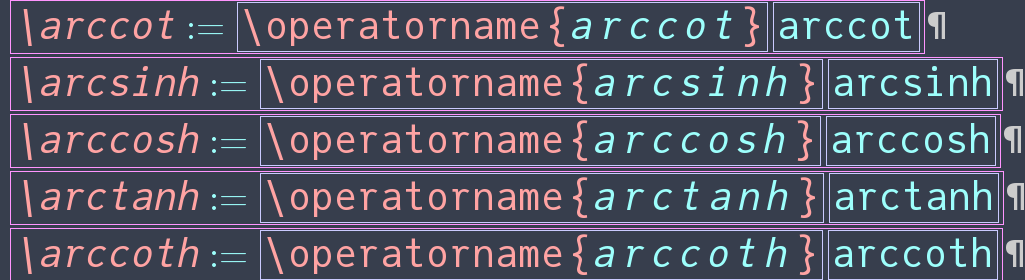 \arccot := \operatorname{arccot} arccot ¶
\arcsinh := \operatorname{arcsinh} arcsinh ¶
\arccosh := \operatorname{arccosh} arccosh ¶
\arctanh := \operatorname{arctanh} arctanh ¶
\arccoth := \operatorname{arccoth} arccoth ¶